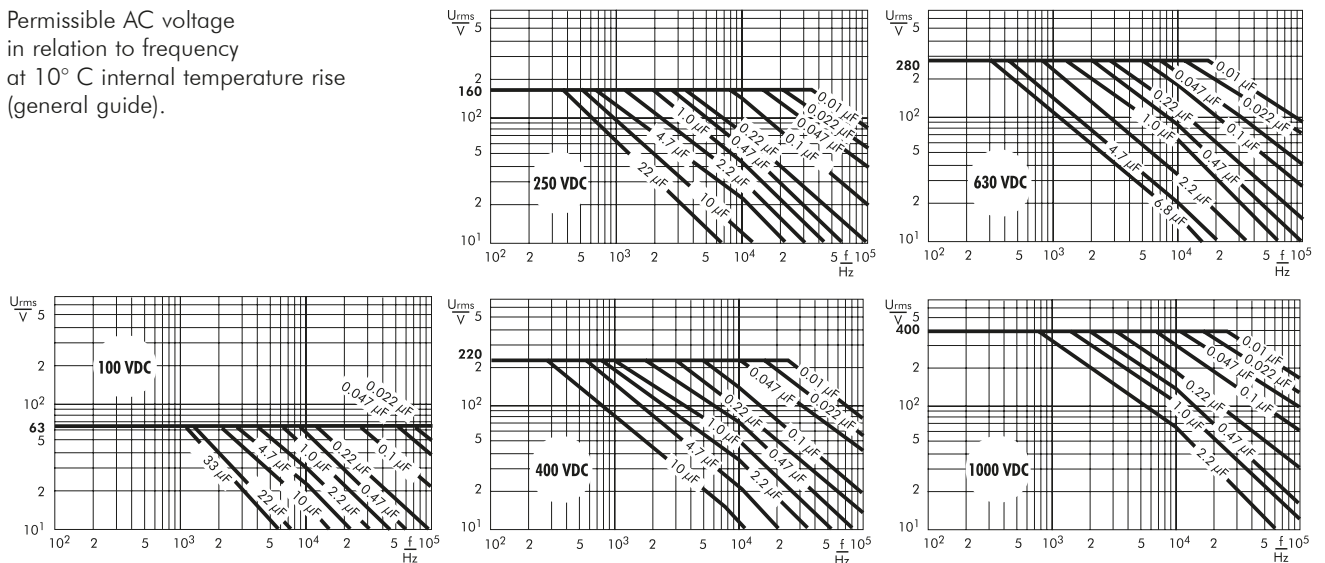 Permissible AC voltage
in relation to frequency
at 10° C internal temperature rise
(general guide).
Urms
V
5
2
160
10²
5
2
10¹
250 VDC
0.01 µF
0.022 µF
0.047 µF
0.1 µF
0.22 µF
0.47 µF
1.0 µF
2.2 µF
4.7 µF
10 µF
22 µF
10² 2 5 10³ 2 5 10⁴ 2 5 f/Hz 10⁵
Urms
V
5
280
2
10²
5
2
10¹
630 VDC
0.01 µF
0.022 µF
0.047 µF
0.1 µF
0.22 µF
0.47 µF
1.0 µF
2.2 µF
4.7 µF
6.8 µF
10² 2 5 10³ 2 5 10⁴ 2 5 f/Hz 10⁵
Urms
V
5
2
10²
63
5
2
10¹
100 VDC
0.022 µF
0.047 µF
0.1 µF
0.22 µF
0.47 µF
1.0 µF
2.2 µF
4.7 µF
10 µF
22 µF
33 µF
10² 2 5 10³ 2 5 10⁴ 2 5 f/Hz 10⁵
Urms
V
5
220
2
10²
5
2
10¹
400 VDC
0.01 µF
0.022 µF
0.047 µF
0.1 µF
0.22 µF
0.47 µF
1.0 µF
2.2 µF
4.7 µF
10 µF
10² 2 5 10³ 2 5 10⁴ 2 5 f/Hz 10⁵
Urms
V
5
400
2
10²
5
2
10¹
1000 VDC
0.01 µF
0.022 µF
0.047 µF
0.1 µF
0.22 µF
0.47 µF
1.0 µF
2.2 µF
10² 2 5 10³ 2 5 10⁴ 2 5 f/Hz 10⁵